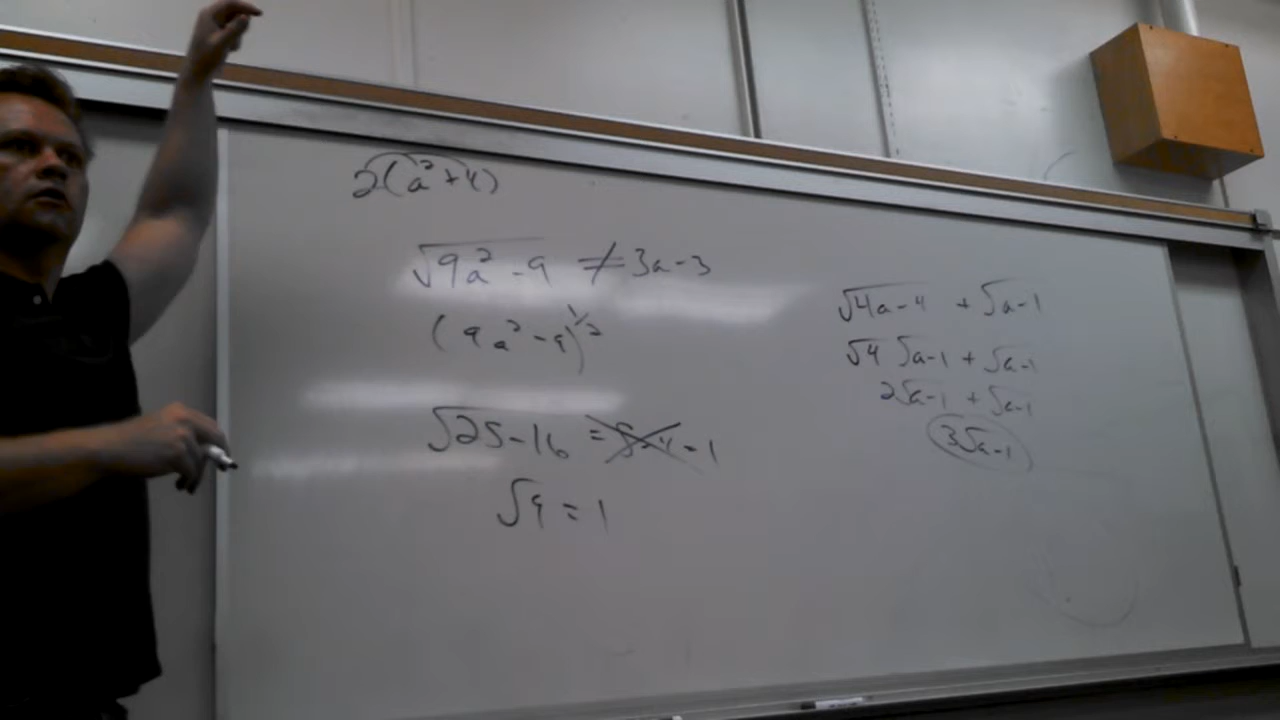 2(a²+4)
√9a²-9 ≠ 3a-3
(9a²-9)^1/2
√25-16 = 5-4=1
√9 = 1
√4a-4 + √a-1
√4 √a-1 + √a-1
2√a-1 + √a-1
3√a-1